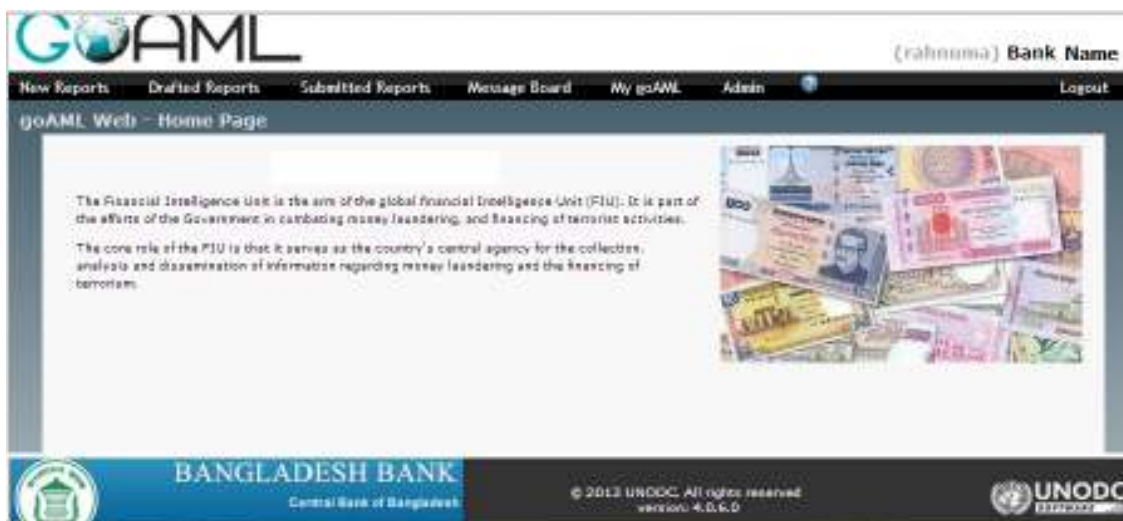 GOAML
(rahnuma) Bank Name
New Reports Drafted Reports Submitted Reports Message Board My goAML Admin ? Logout
goAML Web - Home Page
The Financial Intelligence Unit is the arm of the global financial Intelligence Unit (FIU). It is part of
the efforts of the Government in combating money laundering, and financing of terrorist activities.
The core role of the FIU is that it serves as the country's central agency for the collection,
analysis and dissemination of information regarding money laundering and the financing of
terrorism.
BANGLADESH BANK
Central Bank of Bangladesh
© 2012 UNODC. All rights reserved
version: 4.0.6.0
UNODC
SOFTWARE